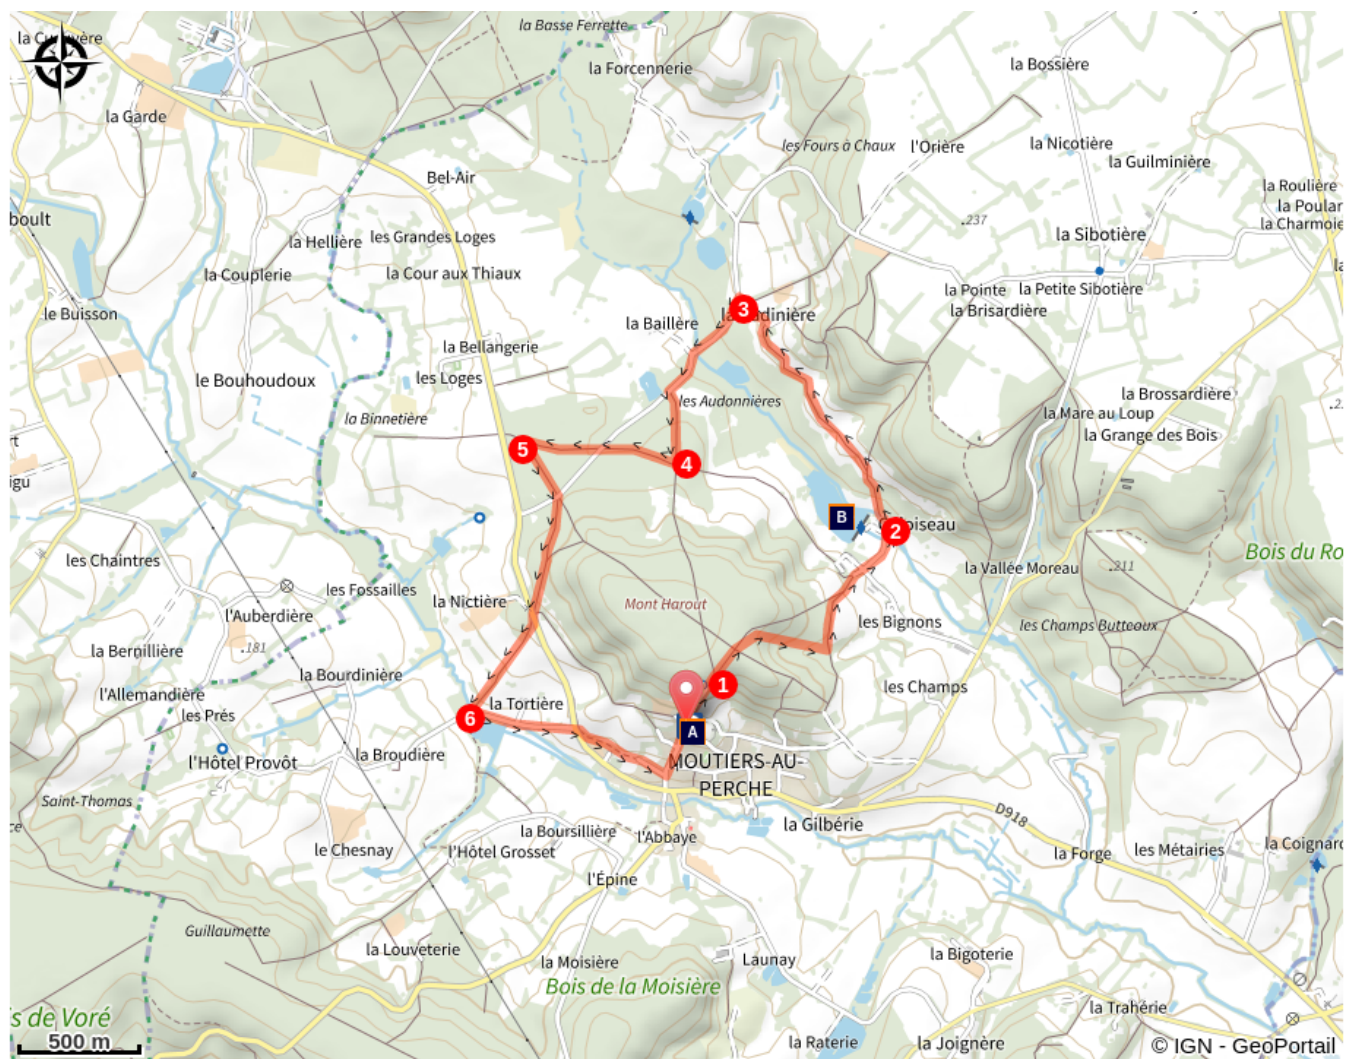 la Basse Ferrette
la Forcennerie
la Bossière
la Garde
les Fours à Chaux
l'Orière
la Nicotière
la Guilminière
Bel-Air
la Roulière
la Poular
la Charmoie
boult
.237
la Sibotière
la Hellière
les Grandes Loges
la Couplerie
la Cour aux Thiaux
la Pointe
la Petite Sibotière
la Brisardière
le Buisson
la Baillère
3
la Bellangerie
les Loges
le Bouhoudoux
les Audonnières
la Brossardière
la Mare au Loup
la Grange des Bois
la Binnetière
5
4
igu
B
2
les Chaintres
Bois du Ro
la Vallée Moreau
.211
les Fossailles
la Nictière
Mont Harout
l'Auberdière
les Bignons
les Champs Butteaux
la Bernillière
.181
la Bourdinière
l'Allemandière
les Prés
1
les Champs
la Tortière
6
A
l'Hôtel Provôt
la Broudière
MOUTIERS-AU-
PERCHE
Saint-Thomas
D918
la Boursillière
l'Abbaye
la Gilbérie
le Chesnay
l'Hôtel Grosset
la Forge
les Métairies
la Coignard
l'Épine
Guillaumette
la Louveterie
la Moisière
Launay
la Bigoterie
Bois de la Moisière
la Trahérie
s de Voré
500 m
la Raterie
la Joignère
© IGN - GeoPortail